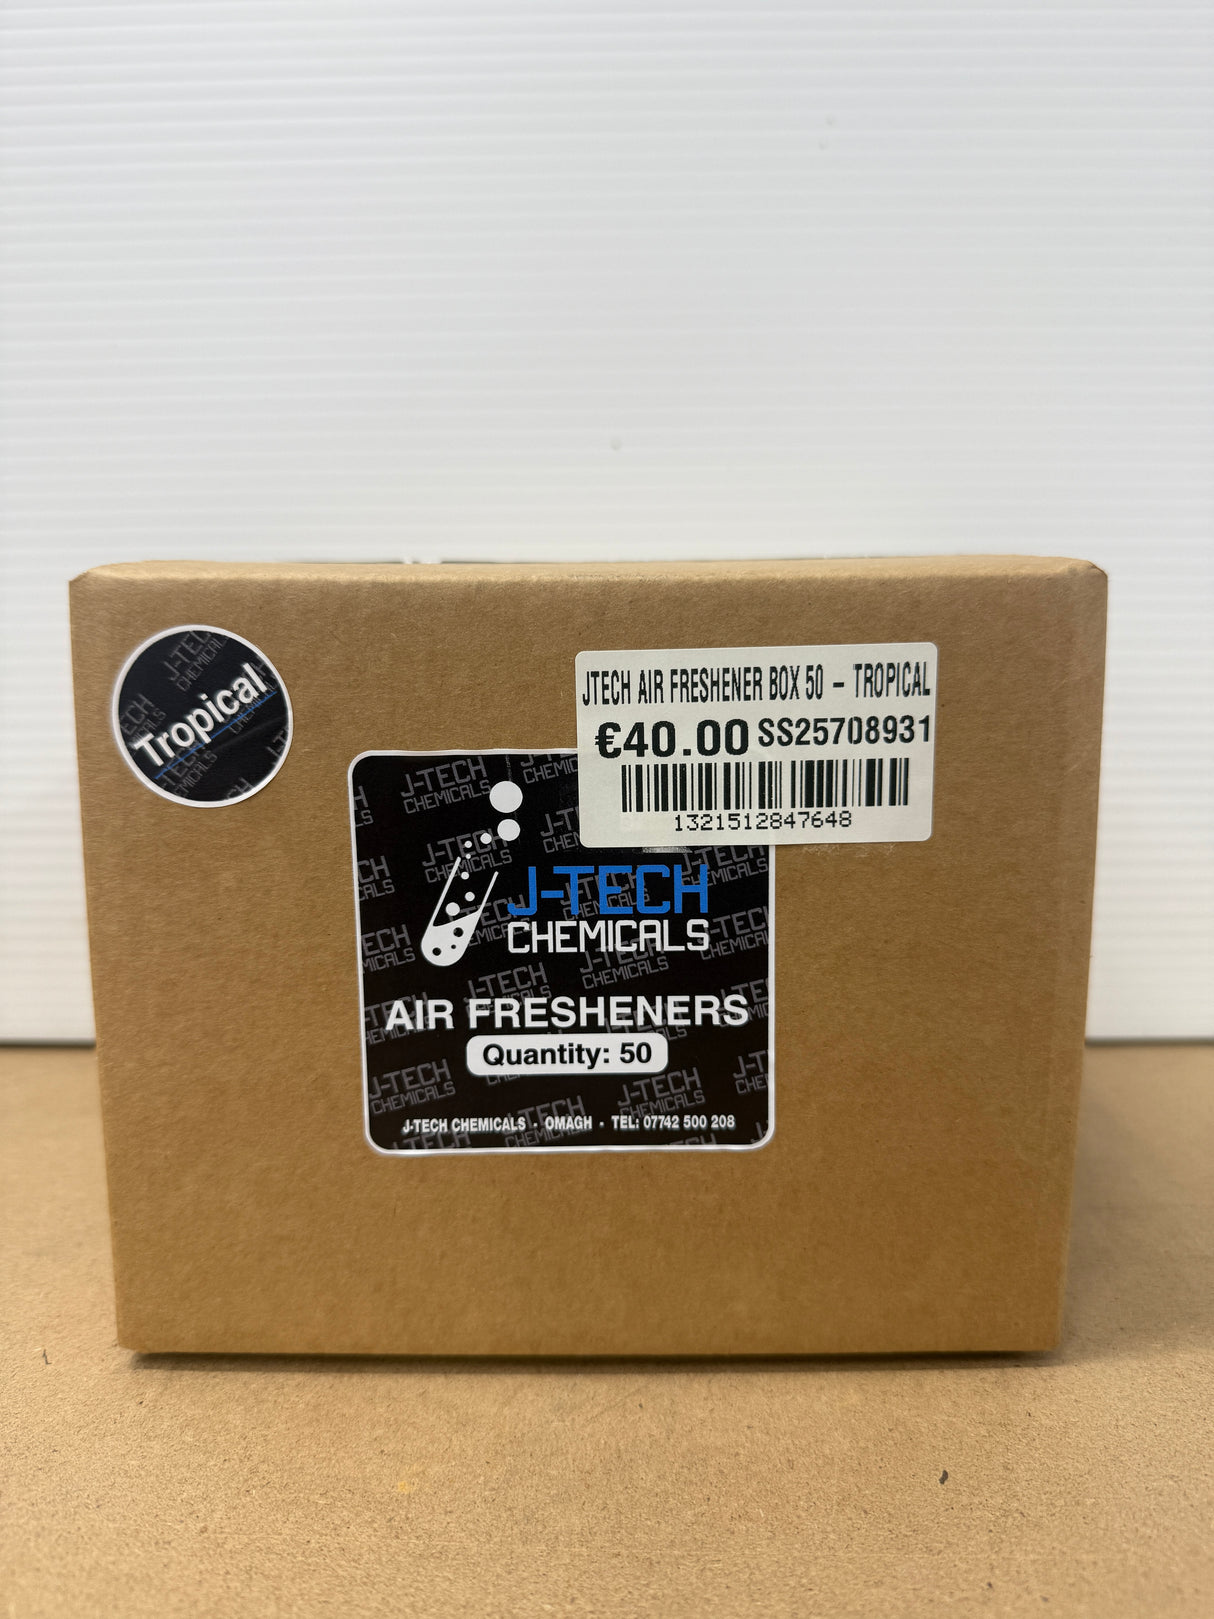 Tropical
JTECH AIR FRESHENER BOX 50 - TROPICAL
€40.00 SS25708931
1321512847648
J-TECH
CHEMICALS
AIR FRESHENERS
Quantity: 50
J-TECH CHEMICALS · OMAGH · TEL: 07742 500 208